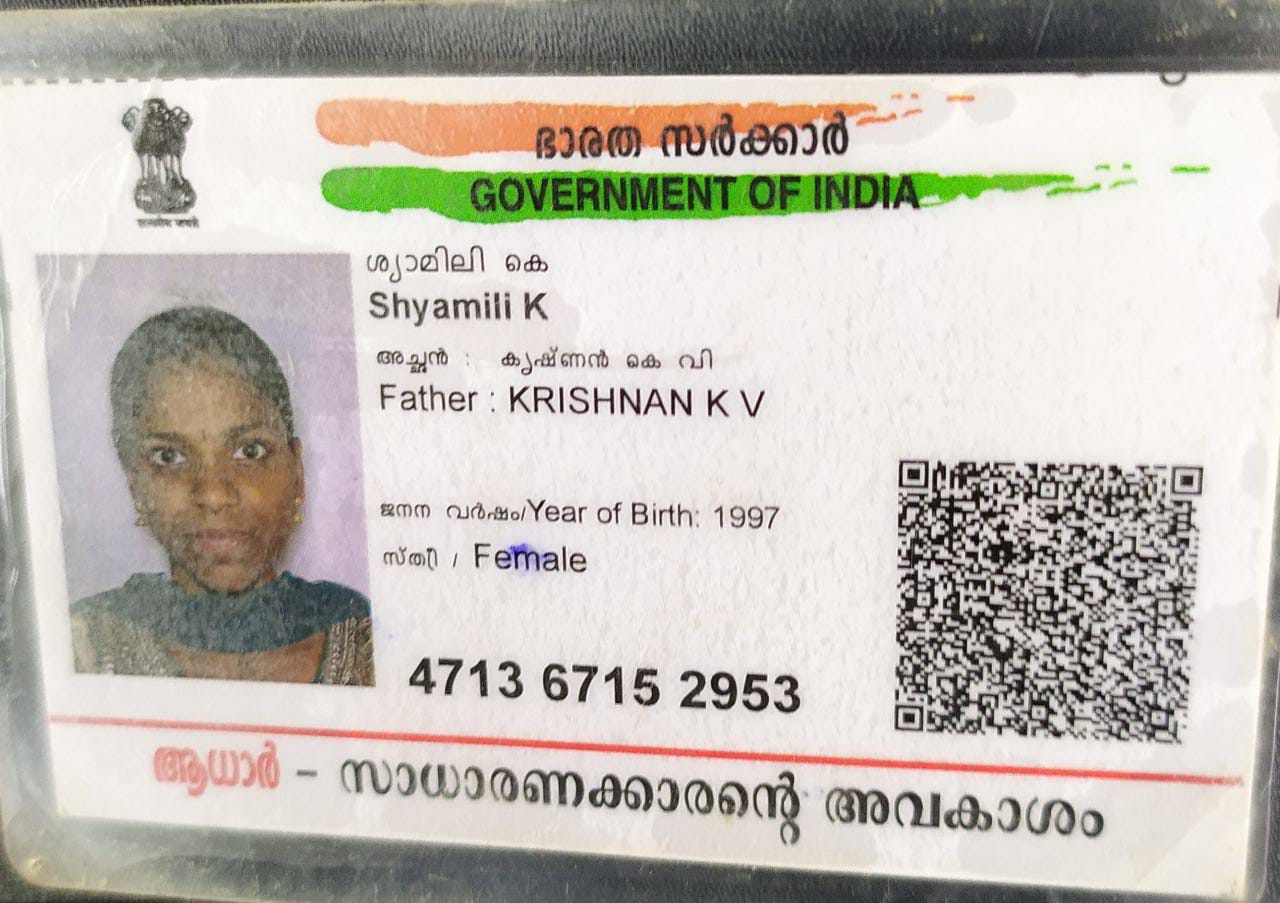 ഭാരത സർക്കാർ
GOVERNMENT OF INDIA
ശ്യാമിലി കെ
Shyamili K
അച്ഛൻ : കൃഷ്ണൻ കെ വി
Father : KRISHNAN K V
ജനന വർഷം/Year of Birth: 1997
സ്ത്രീ / Female
4713 6715 2953
ആധാർ – സാധാരണക്കാരന്റെ അവകാശം